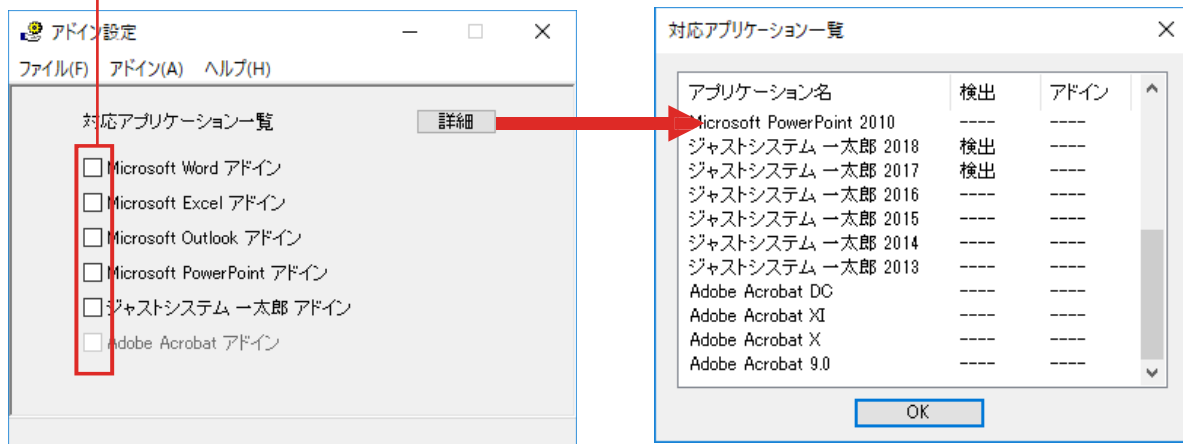 アドイン設定
ファイル(F) アドイン(A) ヘルプ(H)
対応アプリケーション一覧 詳細
Microsoft Word アドイン
Microsoft Excel アドイン
Microsoft Outlook アドイン
Microsoft PowerPoint アドイン
ジャストシステム 一太郎 アドイン
Adobe Acrobat アドイン
対応アプリケーション一覧
アプリケーション名 検出 アドイン
Microsoft PowerPoint 2010 ---- ----
ジャストシステム 一太郎 2018 検出 ----
ジャストシステム 一太郎 2017 検出 ----
ジャストシステム 一太郎 2016 ---- ----
ジャストシステム 一太郎 2015 ---- ----
ジャストシステム 一太郎 2014 ---- ----
ジャストシステム 一太郎 2013 ---- ----
Adobe Acrobat DC ---- ----
Adobe Acrobat XI ---- ----
Adobe Acrobat X ---- ----
Adobe Acrobat 9.0 ---- ----
OK